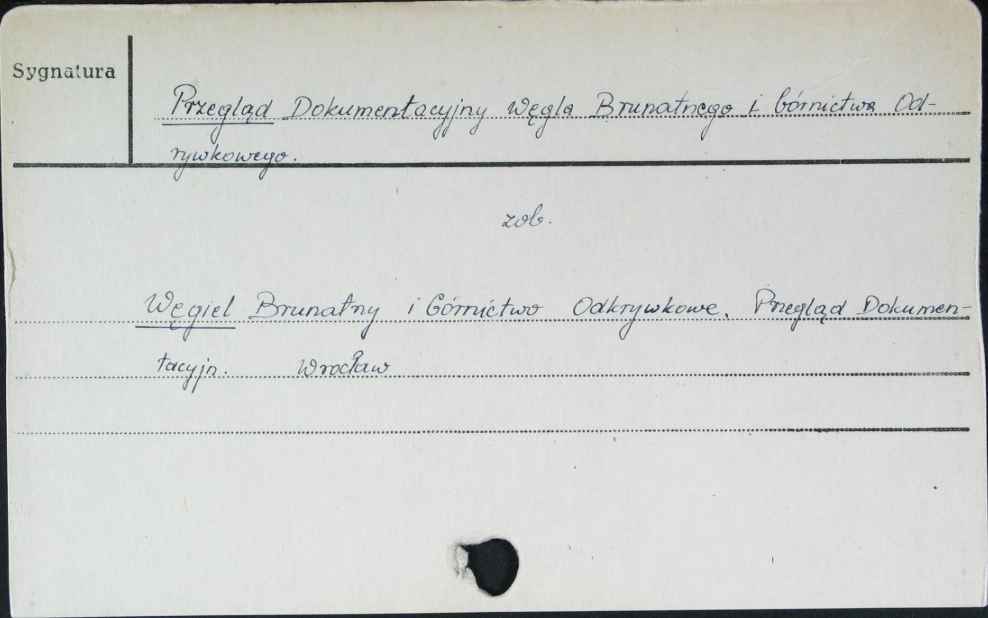 Sygnatura
Przegląd Dokumentacyjny Węgla Brunatnego i Górnictwa Od-
rywkowego.
zob.
Węgiel Brunatny i Górnictwo Odkrywkowe. Przegląd Dokumen-
tacyjn. Wrocław